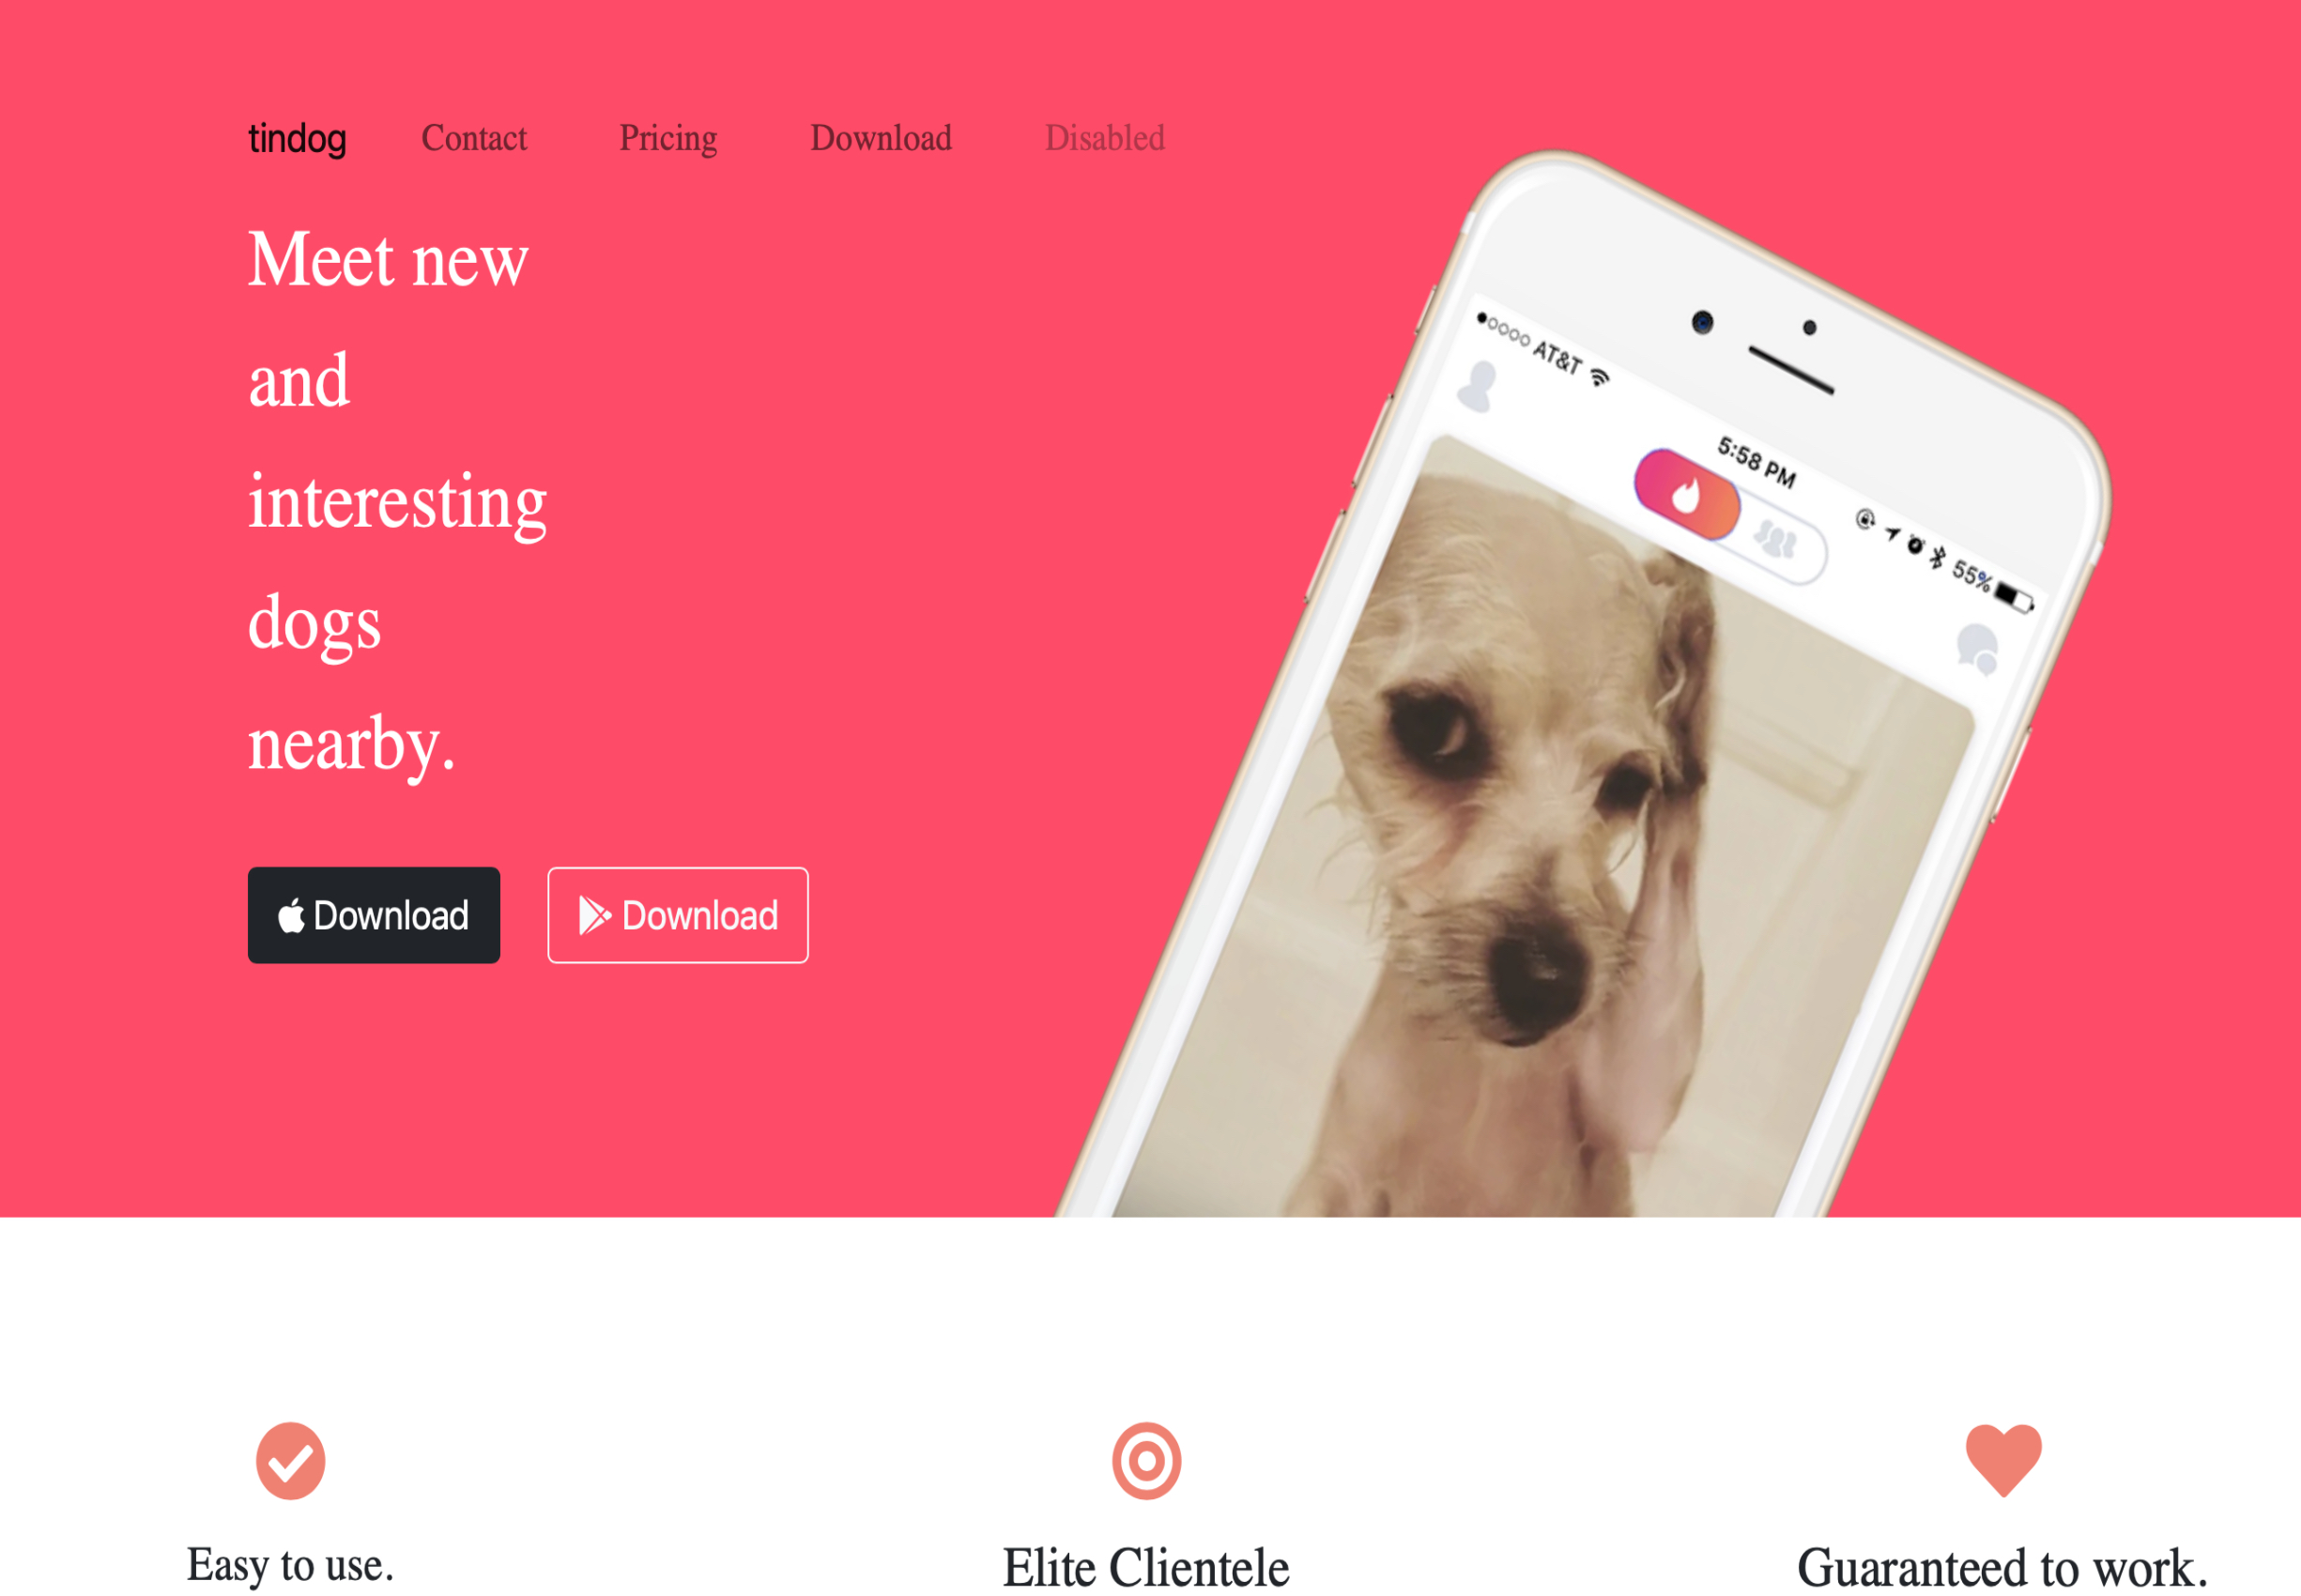 tindog Contact Pricing Download Disabled
Meet new
and
interesting
dogs
nearby.
Download Download
AT&T 5:58 PM 55%
Easy to use. Elite Clientele Guaranteed to work.